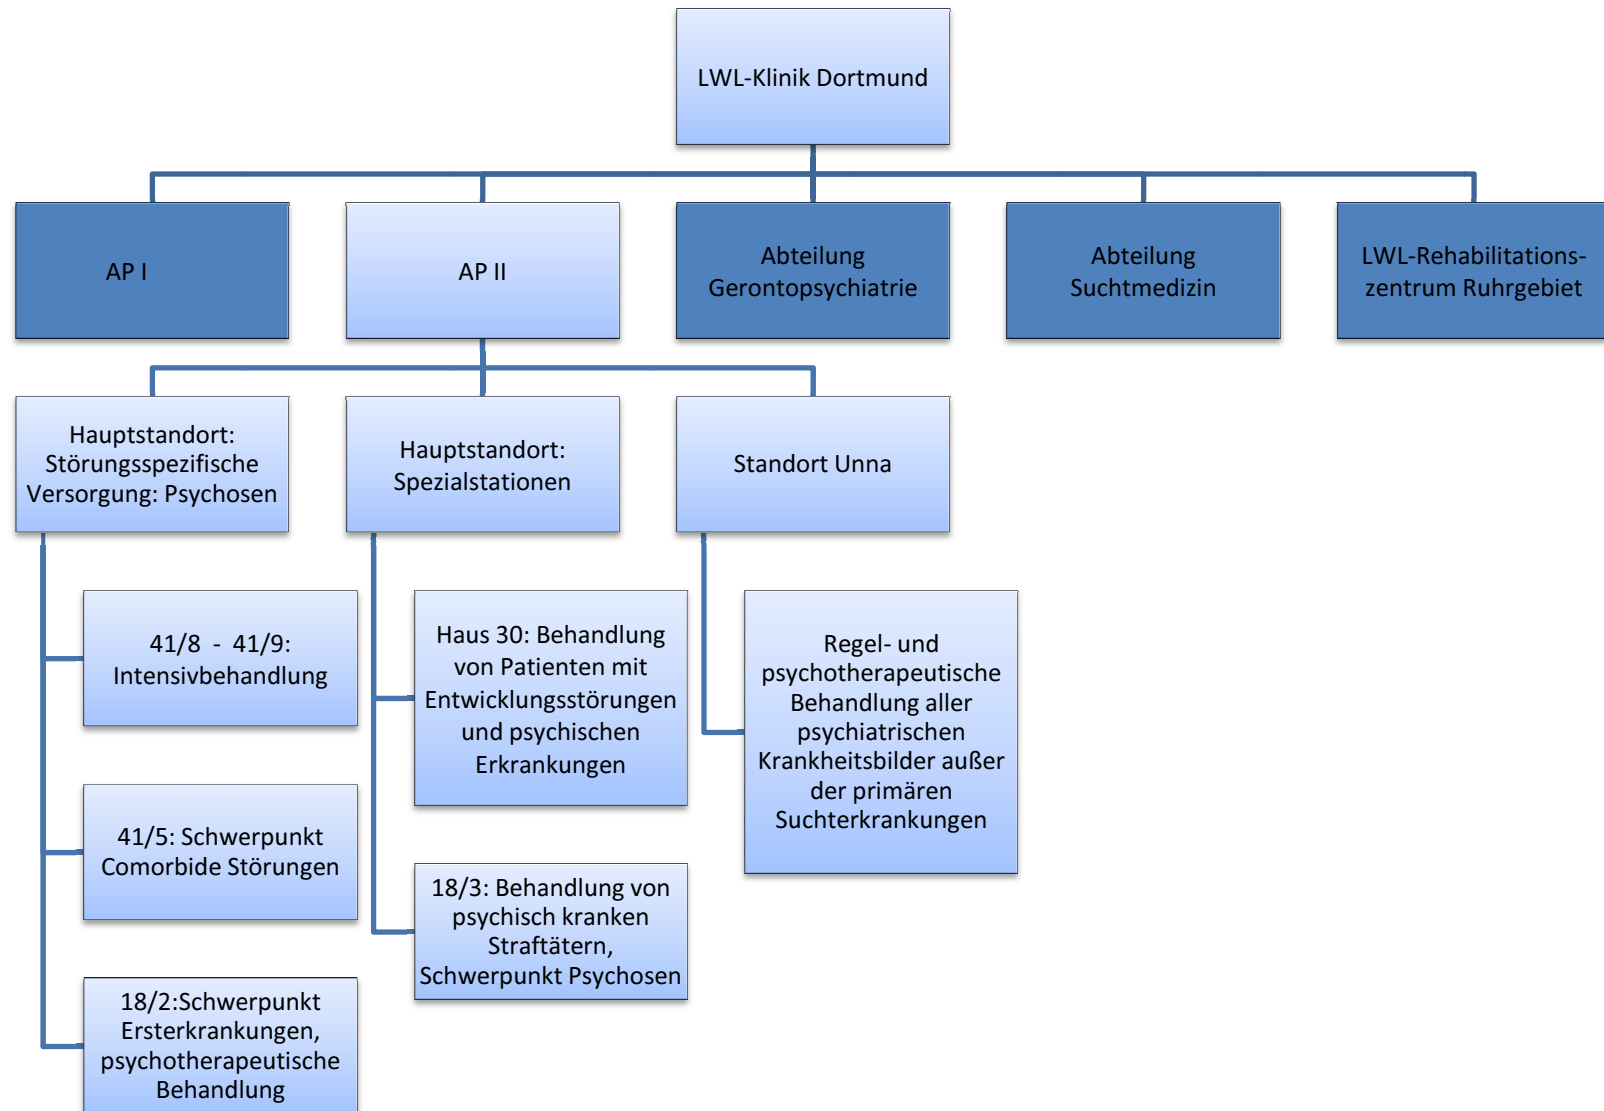 LWL-Klinik Dortmund
AP I
AP II
Abteilung
Gerontopsychiatrie
Abteilung
Suchtmedizin
LWL-Rehabilitations-
zentrum Ruhrgebiet
Hauptstandort:
Störungsspezifische
Versorgung: Psychosen
Hauptstandort:
Spezialstationen
Standort Unna
41/8 - 41/9:
Intensivbehandlung
41/5: Schwerpunkt
Comorbide Störungen
18/2:Schwerpunkt
Ersterkrankungen,
psychotherapeutische
Behandlung
Haus 30: Behandlung
von Patienten mit
Entwicklungsstörungen
und psychischen
Erkrankungen
18/3: Behandlung von
psychisch kranken
Straftätern,
Schwerpunkt Psychosen
Regel- und
psychotherapeutische
Behandlung aller
psychiatrischen
Krankheitsbilder außer
der primären
Suchterkrankungen